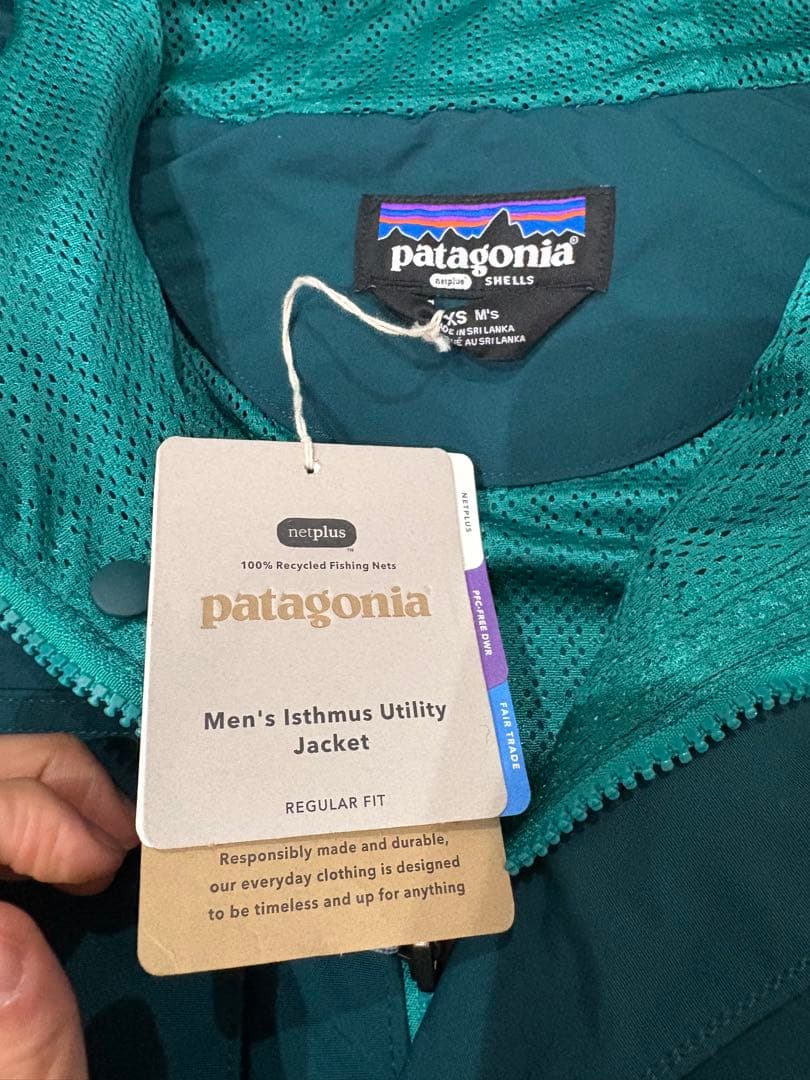 patagonia®
netplus® SHELLS
XS M's
IN SRI LANKA
AU SRI LANKA
netplus™
100% Recycled Fishing Nets
patagonia
Men's Isthmus Utility
Jacket
REGULAR FIT
NETPLUS
PFC-FREE DWR
FAIR TRADE
Responsibly made and durable,
our everyday clothing is designed
to be timeless and up for anything